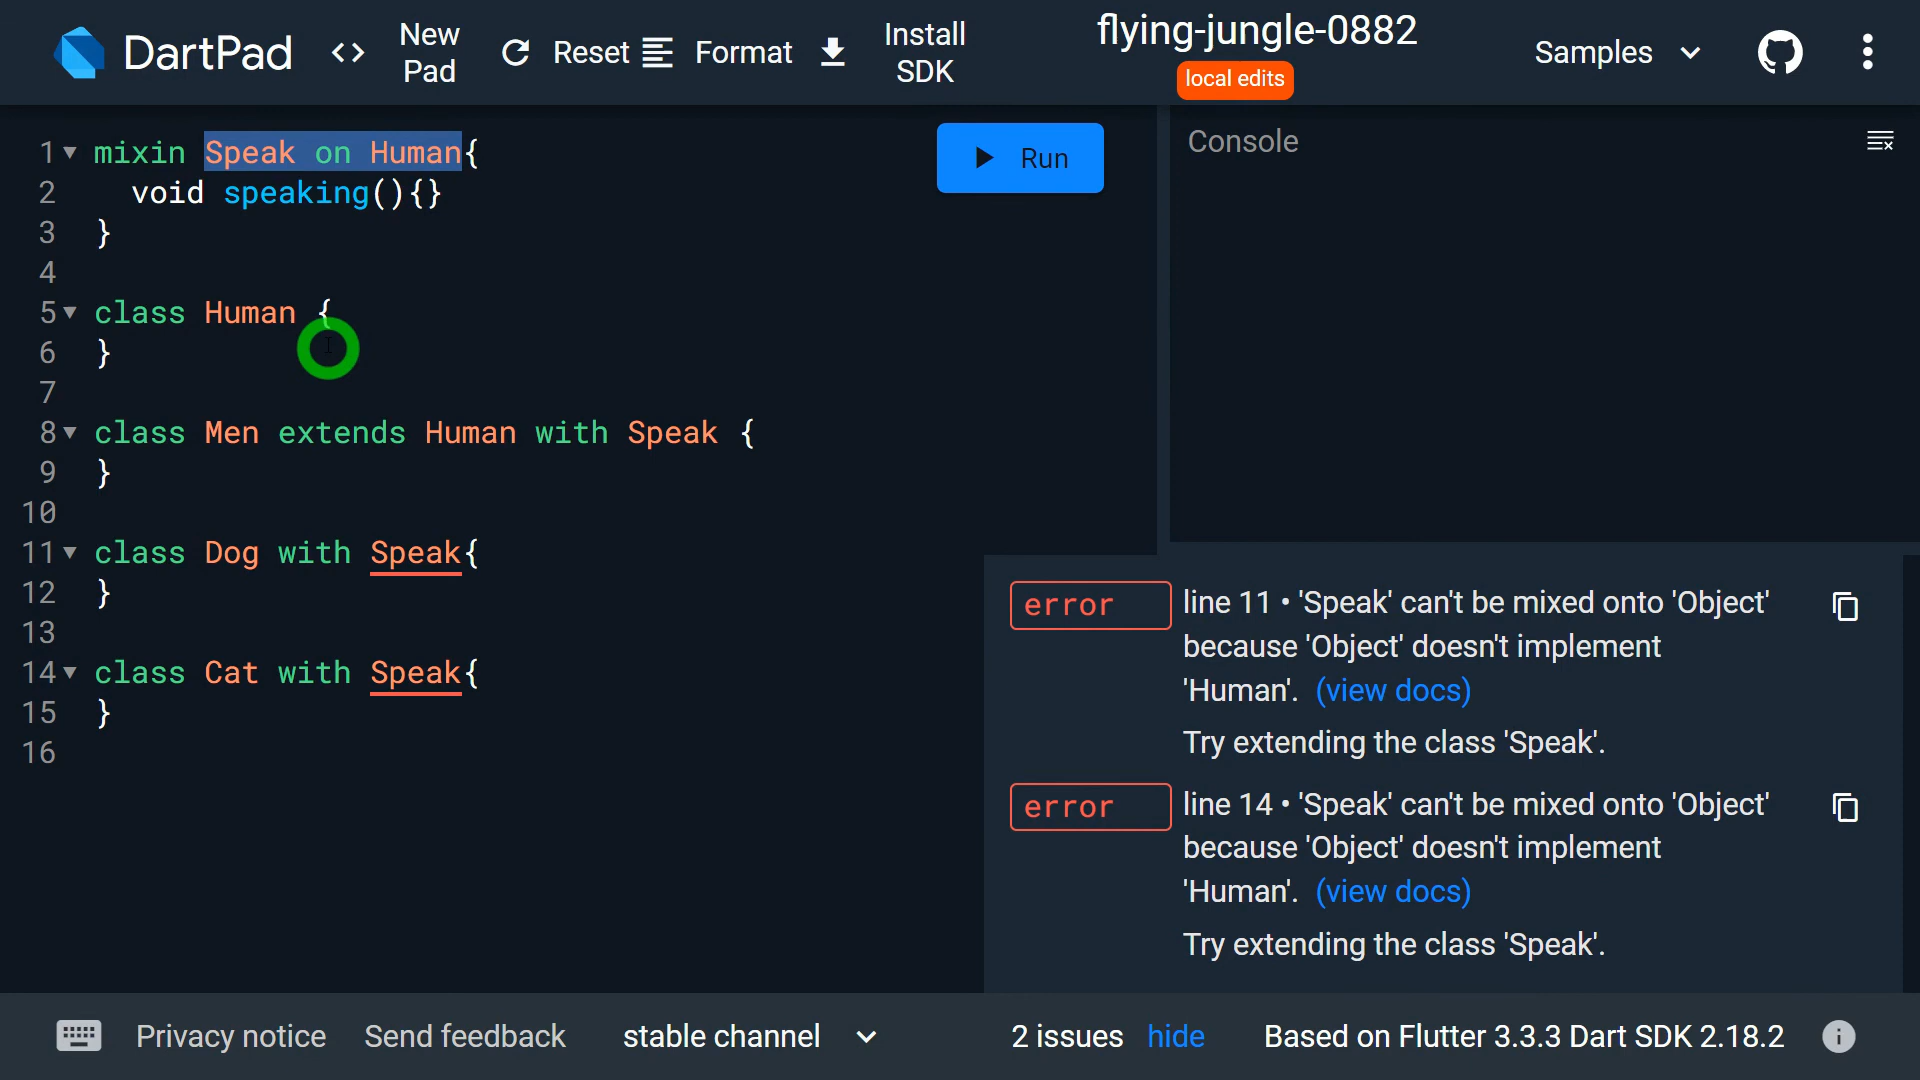 DartPad
<> New Pad
Reset
Format
Install SDK
flying-jungle-0882
local edits
Samples
1 mixin Speak on Human{
2   void speaking(){}
3 }
4
5 class Human {
6 }
7
8 class Men extends Human with Speak {
9 }
10
11 class Dog with Speak{
12 }
13
14 class Cat with Speak{
15 }
16
Run
Console
error
line 11 • 'Speak' can't be mixed onto 'Object'
because 'Object' doesn't implement
'Human'. (view docs)
Try extending the class 'Speak'.
error
line 14 • 'Speak' can't be mixed onto 'Object'
because 'Object' doesn't implement
'Human'. (view docs)
Try extending the class 'Speak'.
Privacy notice
Send feedback
stable channel
2 issues hide
Based on Flutter 3.3.3 Dart SDK 2.18.2